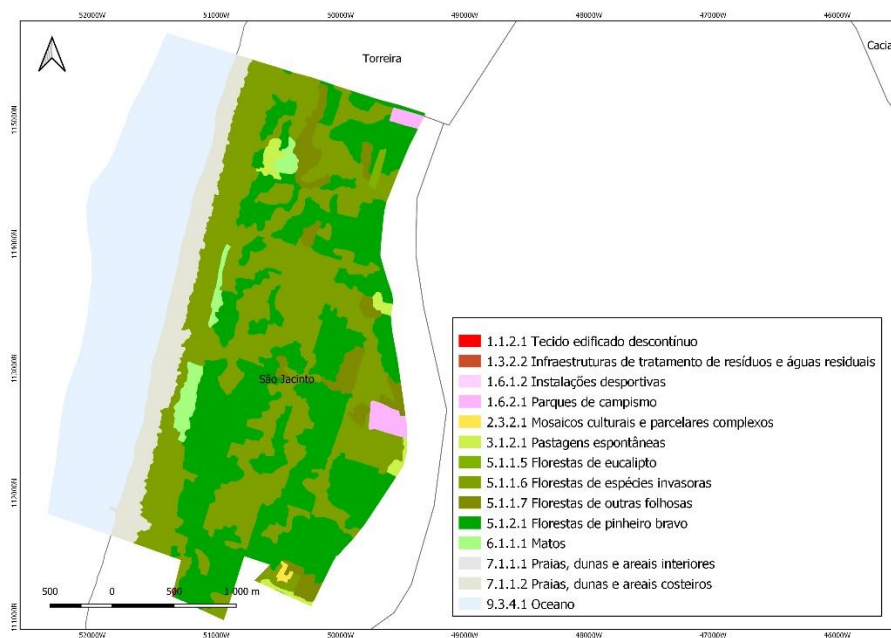 52000W 51000W 50000W 49000W 48000W 47000W 46000W
Torreira
Cacia
115000N
114000N
113000N
112000N
111000N
São Jacinto
1.1.2.1 Tecido edificado descontínuo
1.3.2.2 Infraestruturas de tratamento de resíduos e águas residuais
1.6.1.2 Instalações desportivas
1.6.2.1 Parques de campismo
2.3.2.1 Mosaicos culturais e parcelares complexos
3.1.2.1 Pastagens espontâneas
5.1.1.5 Florestas de eucalipto
5.1.1.6 Florestas de espécies invasoras
5.1.1.7 Florestas de outras folhosas
5.1.2.1 Florestas de pinheiro bravo
6.1.1.1 Matos
7.1.1.1 Praias, dunas e areais interiores
7.1.1.2 Praias, dunas e areais costeiros
9.3.4.1 Oceano
500 0 500 1 000 m
52000W 51000W 50000W 49000W 48000W 47000W 46000W